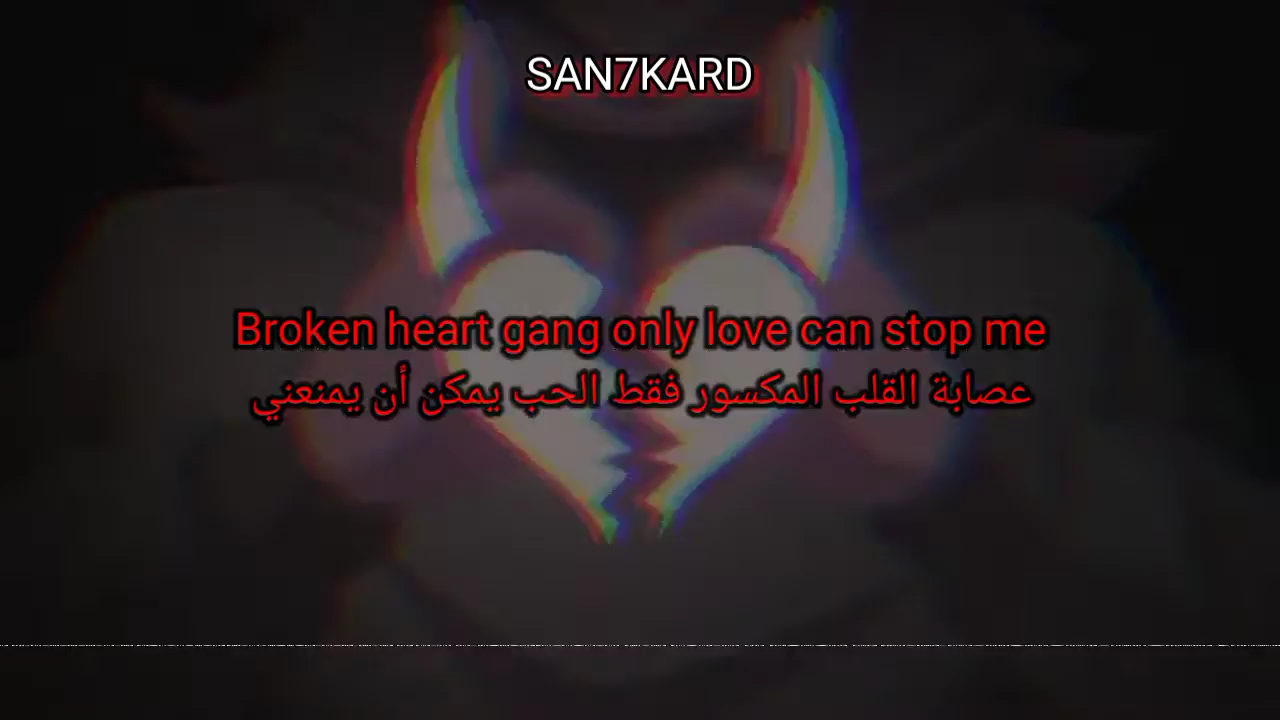 SAN7KARD
Broken heart gang only love can stop me
عصابة القلب المكسور فقط الحب يمكن أن يمنعني